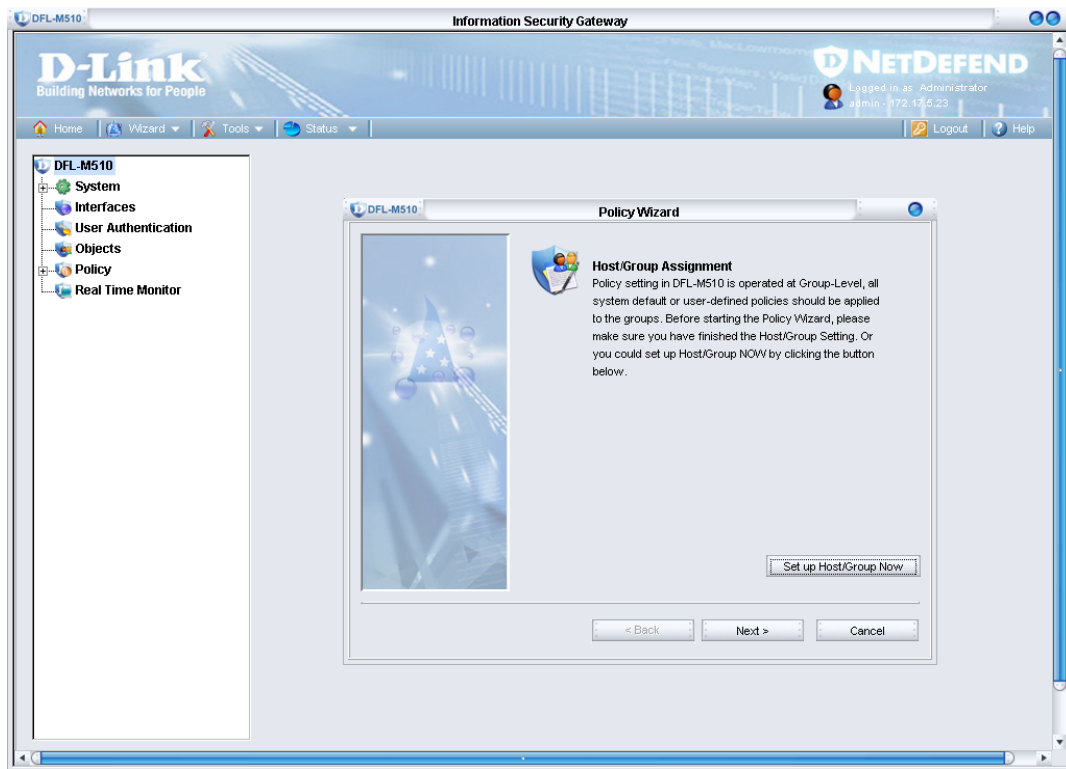 DFL-M510
Information Security Gateway
D-Link
Building Networks for People
NETDEFEND
Logged in as Administrator
admin - 172.17.5.23
Home
Wizard
Tools
Status
Logout
Help
DFL-M510
System
Interfaces
User Authentication
Objects
Policy
Real Time Monitor
DFL-M510
Policy Wizard
Host/Group Assignment
Policy setting in DFL-M510 is operated at Group-Level, all
system default or user-defined policies should be applied
to the groups. Before starting the Policy Wizard, please
make sure you have finished the Host/Group Setting. Or
you could set up Host/Group NOW by clicking the button
below.
Set up Host/Group Now
< Back
Next >
Cancel